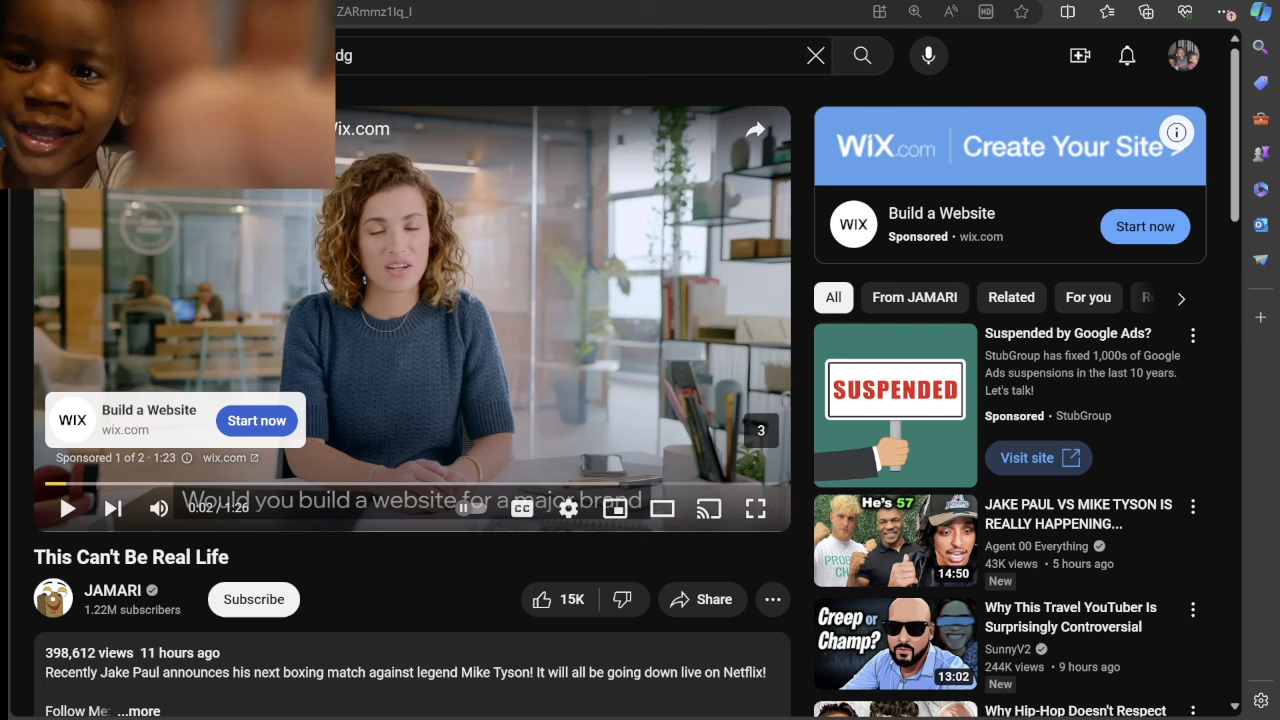 ZARmmz1Iq_I
HD
dg
Wix.com
WiX.com | Create Your Site >
WIX
Build a Website
Sponsored • wix.com
Start now
All
From JAMARI
Related
For you
Suspended by Google Ads?
StubGroup has fixed 1,000s of Google
Ads suspensions in the last 10 years.
Let's talk!
SUSPENDED
Sponsored • StubGroup
Visit site
WIX
Build a Website
wix.com
Start now
3
Sponsored 1 of 2 · 1:23
wix.com
Would you build a website for a major brand
0:02 / 1:26
CC
This Can't Be Real Life
JAMARI
1.22M subscribers
Subscribe
15K
Share
398,612 views 11 hours ago
Recently Jake Paul announces his next boxing match against legend Mike Tyson! It will all be going down live on Netflix!
Follow Me: ...more
He's 57
14:50
JAKE PAUL VS MIKE TYSON IS
REALLY HAPPENING...
Agent 00 Everything
43K views • 5 hours ago
New
Creep or
Champ?
13:02
Why This Travel YouTuber Is
Surprisingly Controversial
SunnyV2
244K views • 9 hours ago
New
Why Hip-Hop Doesn't Respect